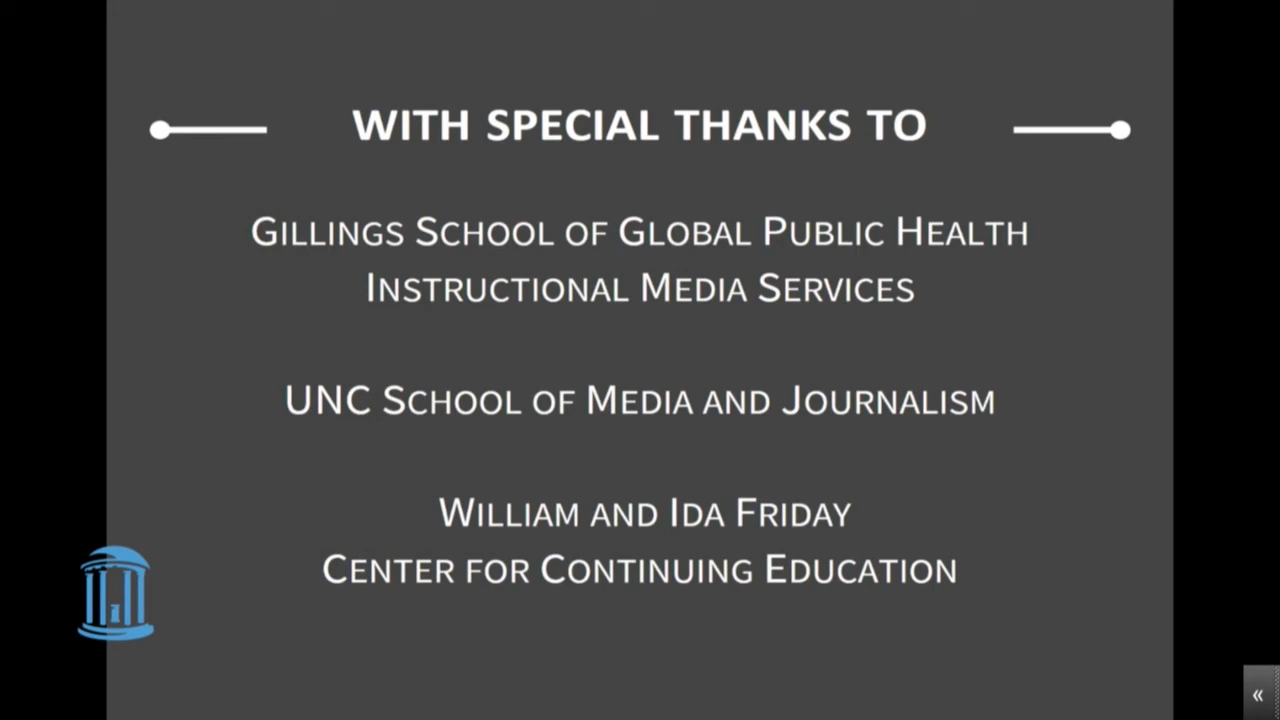 WITH SPECIAL THANKS TO
GILLINGS SCHOOL OF GLOBAL PUBLIC HEALTH
INSTRUCTIONAL MEDIA SERVICES
UNC SCHOOL OF MEDIA AND JOURNALISM
WILLIAM AND IDA FRIDAY
CENTER FOR CONTINUING EDUCATION
«